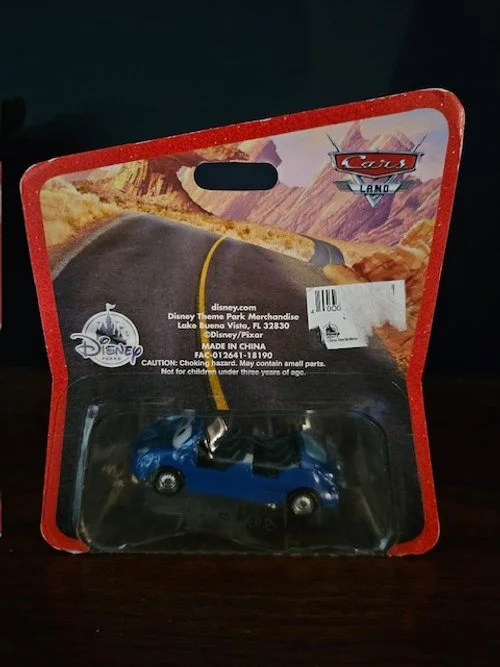 Cars
LAND
disney.com
Disney Theme Park Merchandise
Lake Buena Vista, FL 32830
©Disney/Pixar
MADE IN CHINA
FAC-012641-18190
CAUTION: Choking hazard. May contain small parts.
Not for children under three years of age.
Disney
PARKS